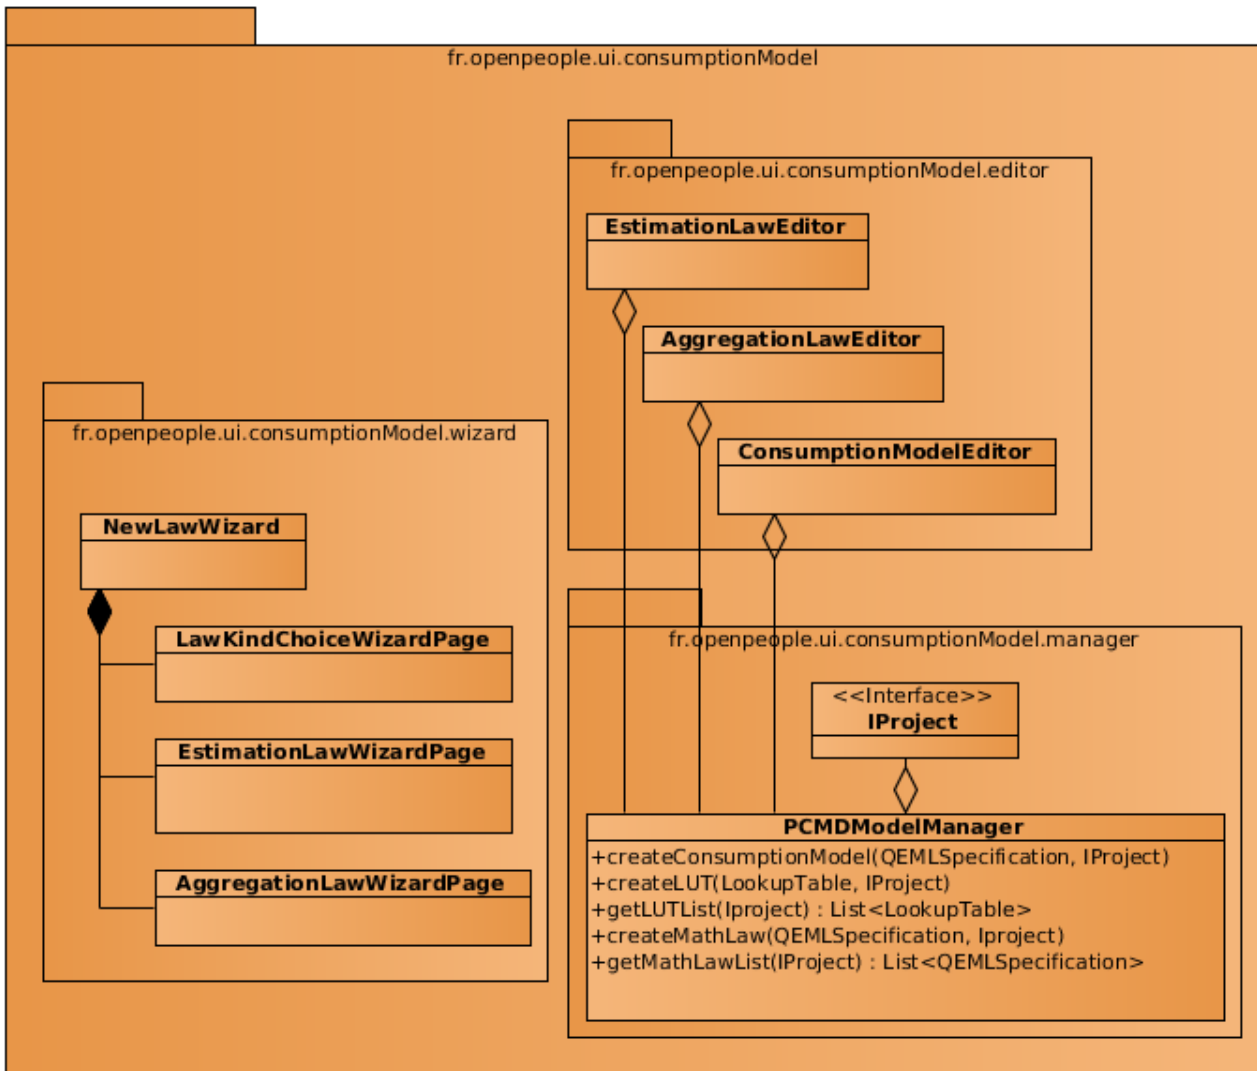 fr.openpeople.ui.consumptionModel
fr.openpeople.ui.consumptionModel.editor
EstimationLawEditor
AggregationLawEditor
ConsumptionModelEditor
fr.openpeople.ui.consumptionModel.wizard
NewLawWizard
LawKindChoiceWizardPage
EstimationLawWizardPage
AggregationLawWizardPage
fr.openpeople.ui.consumptionModel.manager
<<Interface>>
IProject
PCMDModelManager
+createConsumptionModel(QEMLSpecification, IProject)
+createLUT(LookupTable, IProject)
+getLUTList(Iproject) : List<LookupTable>
+createMathLaw(QEMLSpecification, Iproject)
+getMathLawList(IProject) : List<QEMLSpecification>